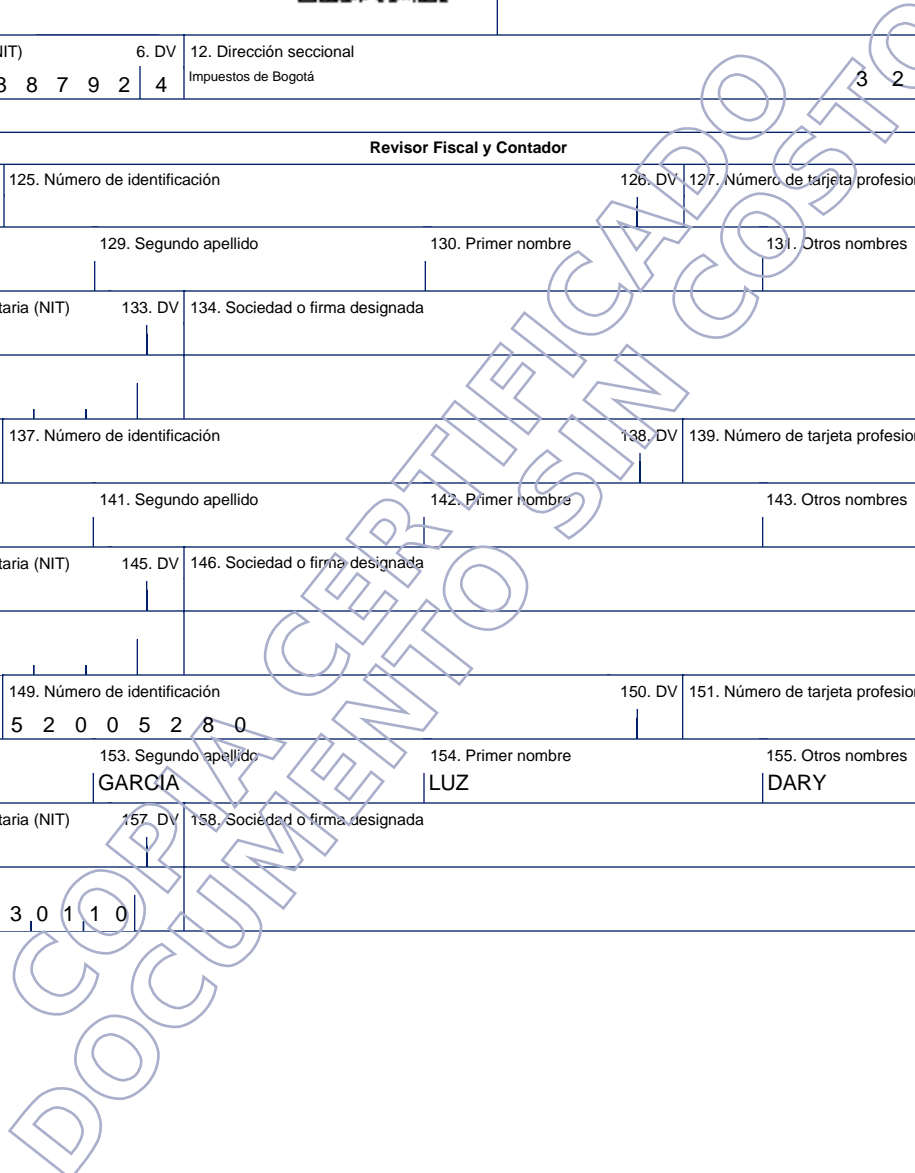 NIT) 6. DV 12. Dirección seccional
8 8 7 9 2 4 Impuestos de Bogotá 3 2
Revisor Fiscal y Contador
125. Número de identificación 126. DV 127. Número de tarjeta profesion
129. Segundo apellido 130. Primer nombre 131. Otros nombres
taria (NIT) 133. DV 134. Sociedad o firma designada
137. Número de identificación 138. DV 139. Número de tarjeta profesion
141. Segundo apellido 142. Primer nombre 143. Otros nombres
taria (NIT) 145. DV 146. Sociedad o firma designada
149. Número de identificación 150. DV 151. Número de tarjeta profesion
5 2 0 0 5 2 8 0
153. Segundo apellido 154. Primer nombre 155. Otros nombres
GARCIA LUZ DARY
taria (NIT) 157. DV 158. Sociedad o firma designada
3 0 1 1 0
COPIA CERTIFICADO
DOCUMENTO SIN COSTO